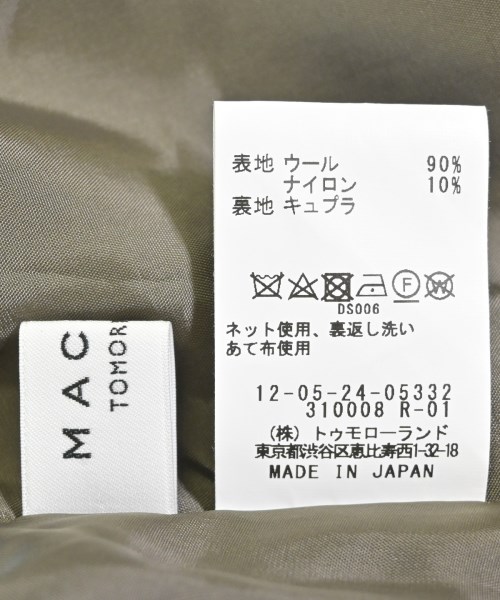 表地 ウール 90%
ナイロン 10%
裏地 キュプラ
F
W
DS006
ネット使用、裏返し洗い
あて布使用
12-05-24-05332
310008 R-01
(株) トゥモローランド
東京都渋谷区恵比寿西1-32-18
MADE IN JAPAN
MAC
TOMOR